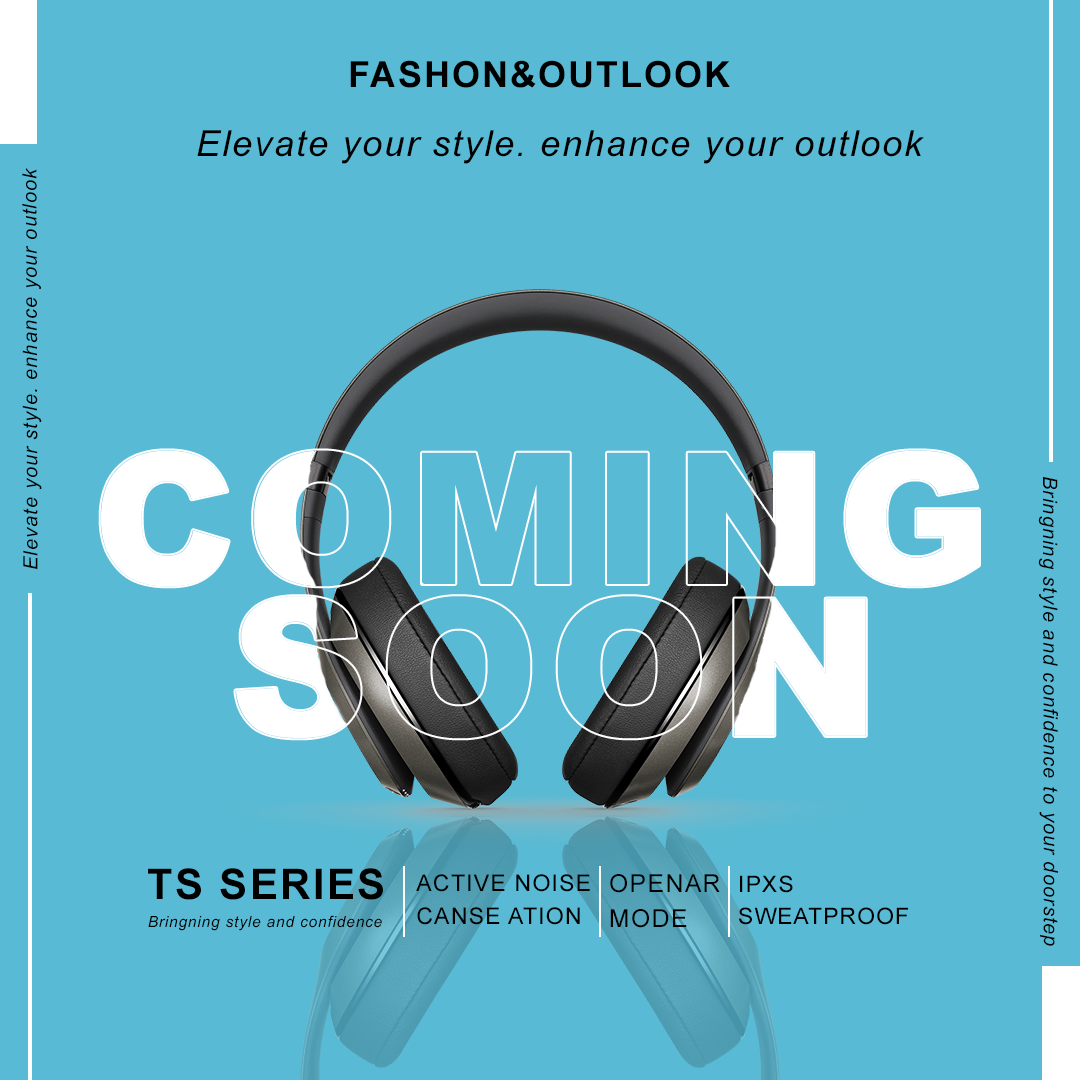 FASHON&OUTLOOK
Elevate your style. enhance your outlook
Elevate your style. enhance your outlook
COMING
SOON
Bringning style and confidence to your doorstep
TS SERIES
Bringning style and confidence
ACTIVE NOISE
CANSE ATION
OPENAR
MODE
IPXS
SWEATPROOF